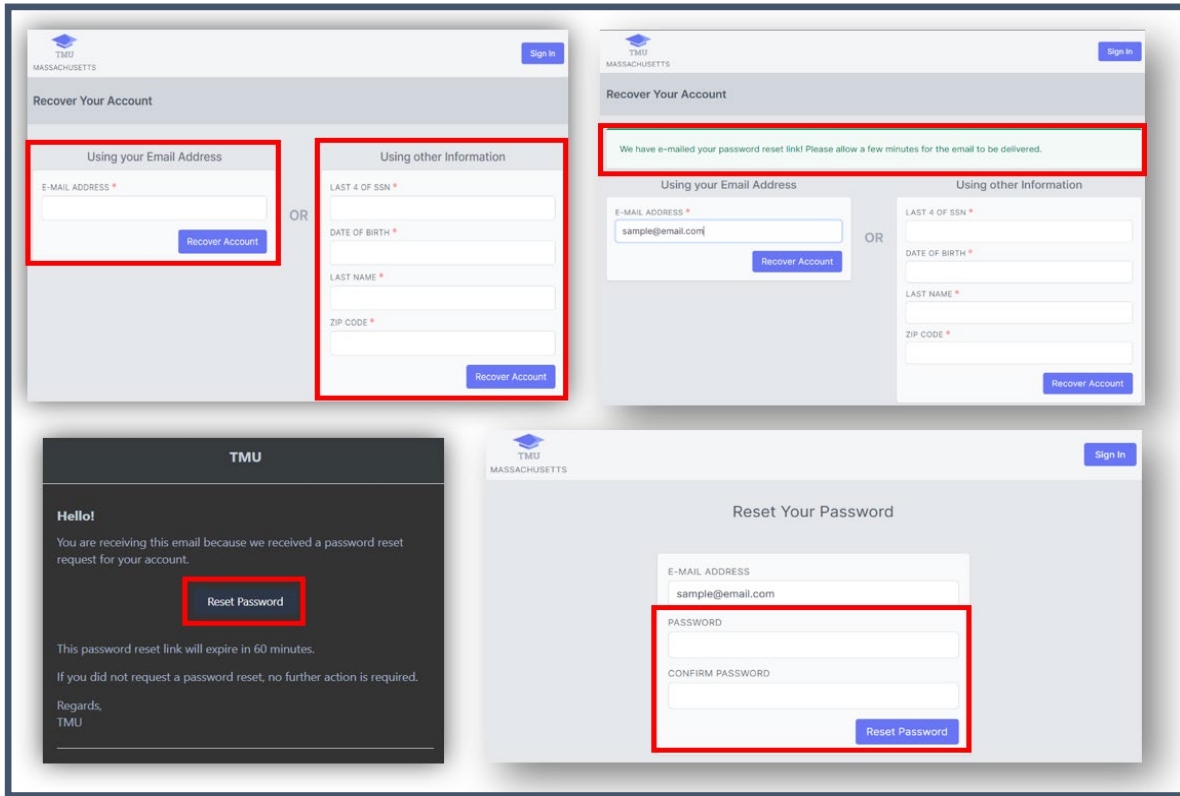 TMU
MASSACHUSETTS
Sign In
Recover Your Account
Using your Email Address
E-MAIL ADDRESS *
Recover Account
OR
Using other Information
LAST 4 OF SSN *
DATE OF BIRTH *
LAST NAME *
ZIP CODE *
Recover Account
TMU
MASSACHUSETTS
Sign In
Recover Your Account
We have e-mailed your password reset link! Please allow a few minutes for the email to be delivered.
Using your Email Address
E-MAIL ADDRESS *
sample@email.com
Recover Account
OR
Using other Information
LAST 4 OF SSN *
DATE OF BIRTH *
LAST NAME *
ZIP CODE *
Recover Account
TMU
Hello!
You are receiving this email because we received a password reset
request for your account.
Reset Password
This password reset link will expire in 60 minutes.
If you did not request a password reset, no further action is required.
Regards,
TMU
TMU
MASSACHUSETTS
Sign In
Reset Your Password
E-MAIL ADDRESS
sample@email.com
PASSWORD
CONFIRM PASSWORD
Reset Password